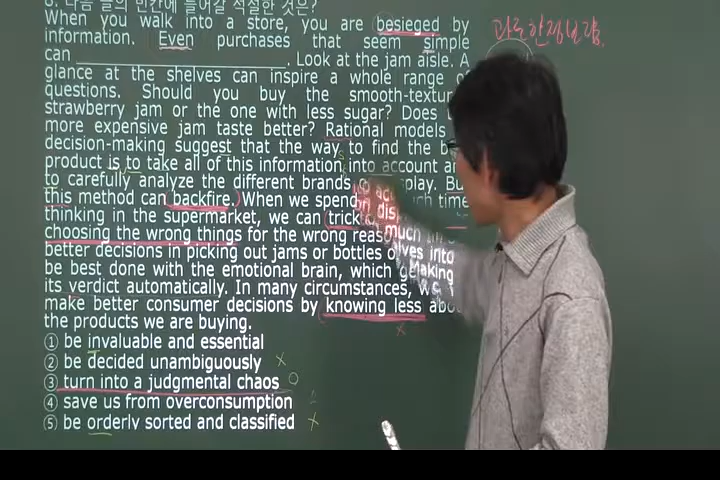 다음 글의 빈칸에 들어갈 적절한 것은?
When you walk into a store, you are besieged by
information. Even purchases that seem simple
can ______________. Look at the jam aisle. A
glance at the shelves can inspire a whole range of
questions. Should you buy the smooth-textur
strawberry jam or the one with less sugar? Does
more expensive jam taste better? Rational models
decision-making suggest that the way to find the b
product is to take all of this information into account a
to carefully analyze the different brands play. Bu
this method can backfire. When we spend uch time
thinking in the supermarket, we can trick
choosing the wrong things for the wrong reas
better decisions in picking out jams or bottles o
be best done with the emotional brain, which ge
its verdict automatically. In many circumstances, w
make better consumer decisions by knowing less abo
the products we are buying.
① be invaluable and essential
② be decided unambiguously ×
③ turn into a judgmental chaos ○
④ save us from overconsumption
⑤ be orderly sorted and classified ×